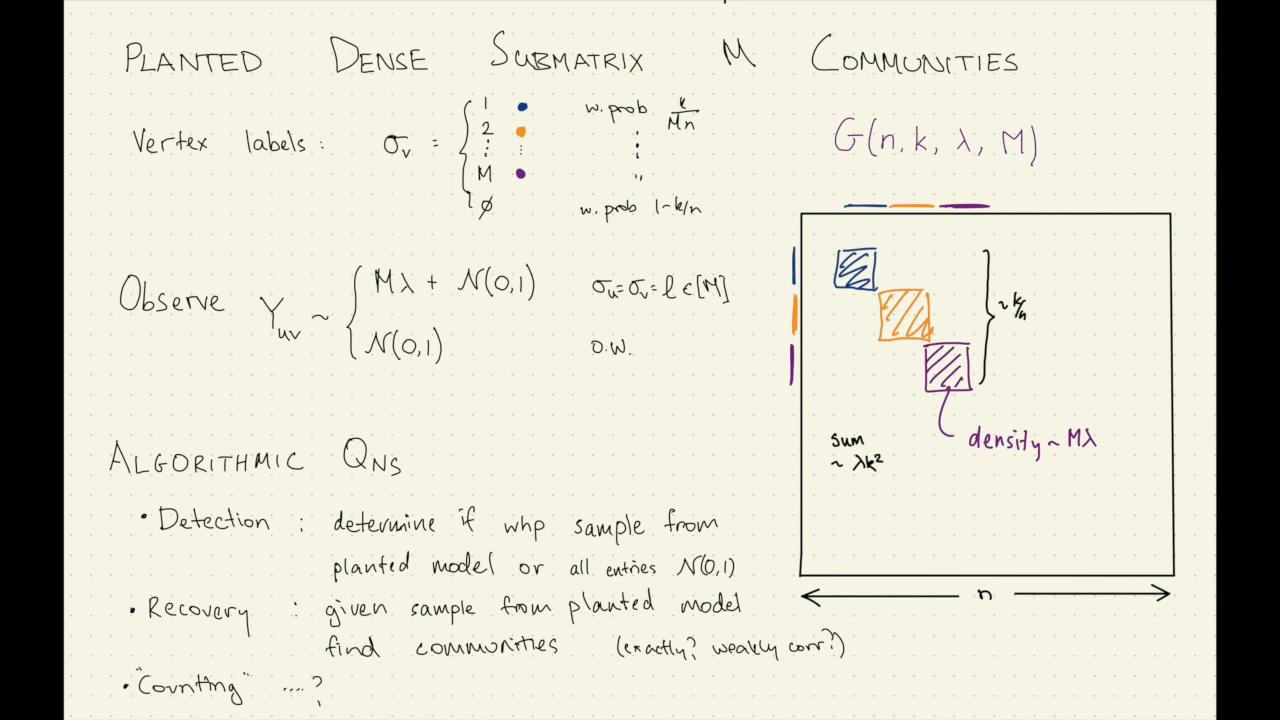 PLANTED DENSE SUBMATRIX M COMMUNITIES
Vertex labels: σ_v = { 1 w. prob k/Mn
2 ⋮
⋮ ⋮
M "
∅ w. prob 1-k/n
G(n, k, λ, M)
Observe Y_uv ~ { Mλ + N(0,1) σ_u=σ_v=ℓ∈[M]
N(0,1) o.w.
~ k/n
density ~ Mλ
sum
~ λk²
n
ALGORITHMIC QNS
• Detection : determine if whp sample from
planted model or all entries N(0,1)
• Recovery : given sample from planted model
find communities (exactly? weakly corr?)
• "Counting" ....?